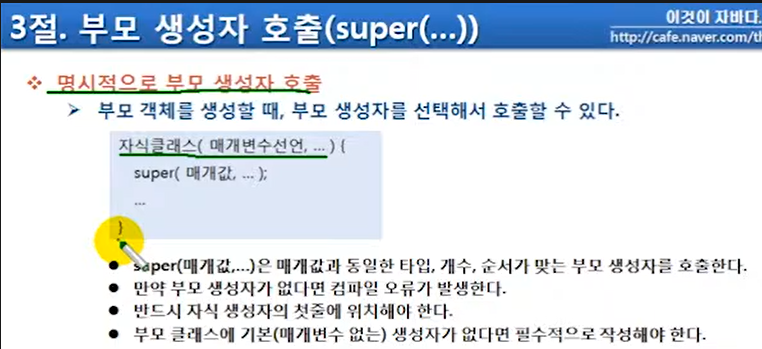 3절. 부모 생성자 호출(super(...))
이것이 자바다.
http://cafe.naver.com/th
명시적으로 부모 생성자 호출
부모 객체를 생성할 때, 부모 생성자를 선택해서 호출할 수 있다.
자식클래스( 매개변수선언, ... ) {
super( 매개값, ... );
...
}
super(매개값,...)은 매개값과 동일한 타입, 개수, 순서가 맞는 부모 생성자를 호출한다.
만약 부모 생성자가 없다면 컴파일 오류가 발생한다.
반드시 자식 생성자의 첫줄에 위치해야 한다.
부모 클래스에 기본(매개변수 없는) 생성자가 없다면 필수적으로 작성해야 한다.